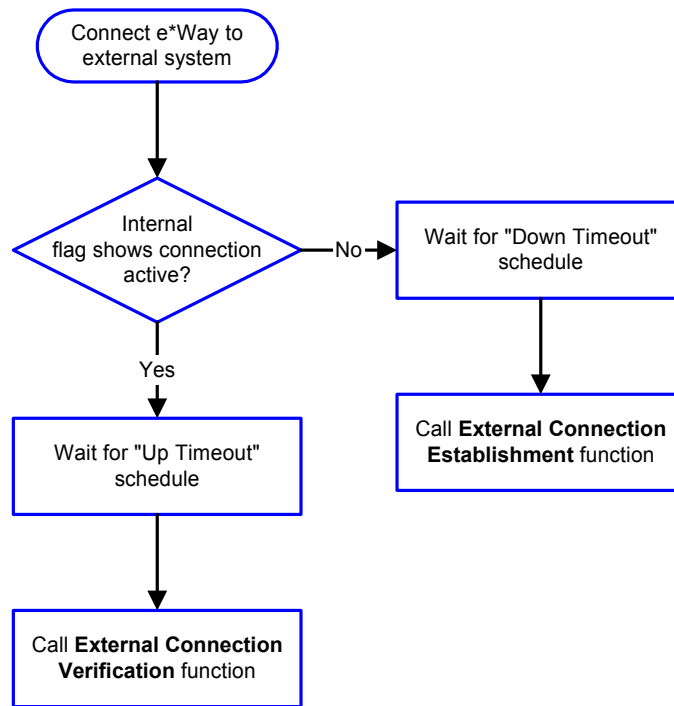 Connect e*Way to
external system
Internal
flag shows connection
active?
No
Wait for "Down Timeout"
schedule
Yes
Call External Connection
Establishment function
Wait for "Up Timeout"
schedule
Call External Connection
Verification function